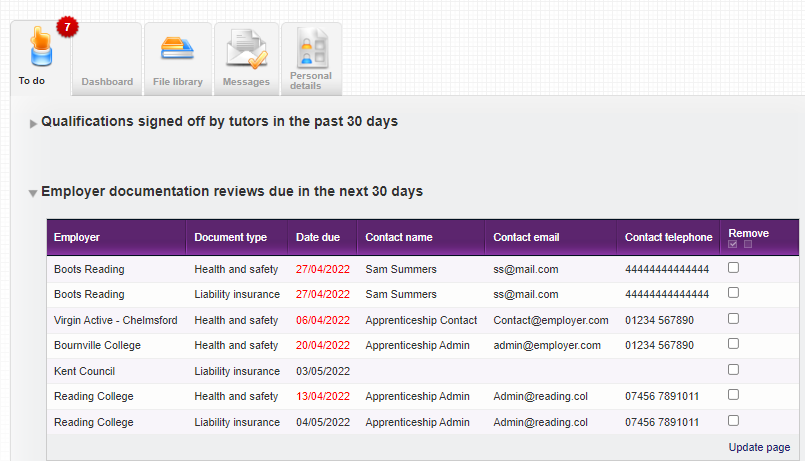 7
To do
Dashboard
File library
Messages
Personal
details
Qualifications signed off by tutors in the past 30 days
Employer documentation reviews due in the next 30 days
Employer Document type Date due Contact name Contact email Contact telephone Remove
Boots Reading Health and safety 27/04/2022 Sam Summers ss@mail.com 44444444444444
Boots Reading Liability insurance 27/04/2022 Sam Summers ss@mail.com 44444444444444
Virgin Active - Chelmsford Health and safety 06/04/2022 Apprenticeship Contact Contact@employer.com 01234 567890
Bournville College Health and safety 20/04/2022 Apprenticeship Admin admin@employer.com 01234 567890
Kent Council Liability insurance 03/05/2022
Reading College Health and safety 13/04/2022 Apprenticeship Admin Admin@reading.col 07456 7891011
Reading College Liability insurance 04/05/2022 Apprenticeship Admin Admin@reading.col 07456 7891011
Update page